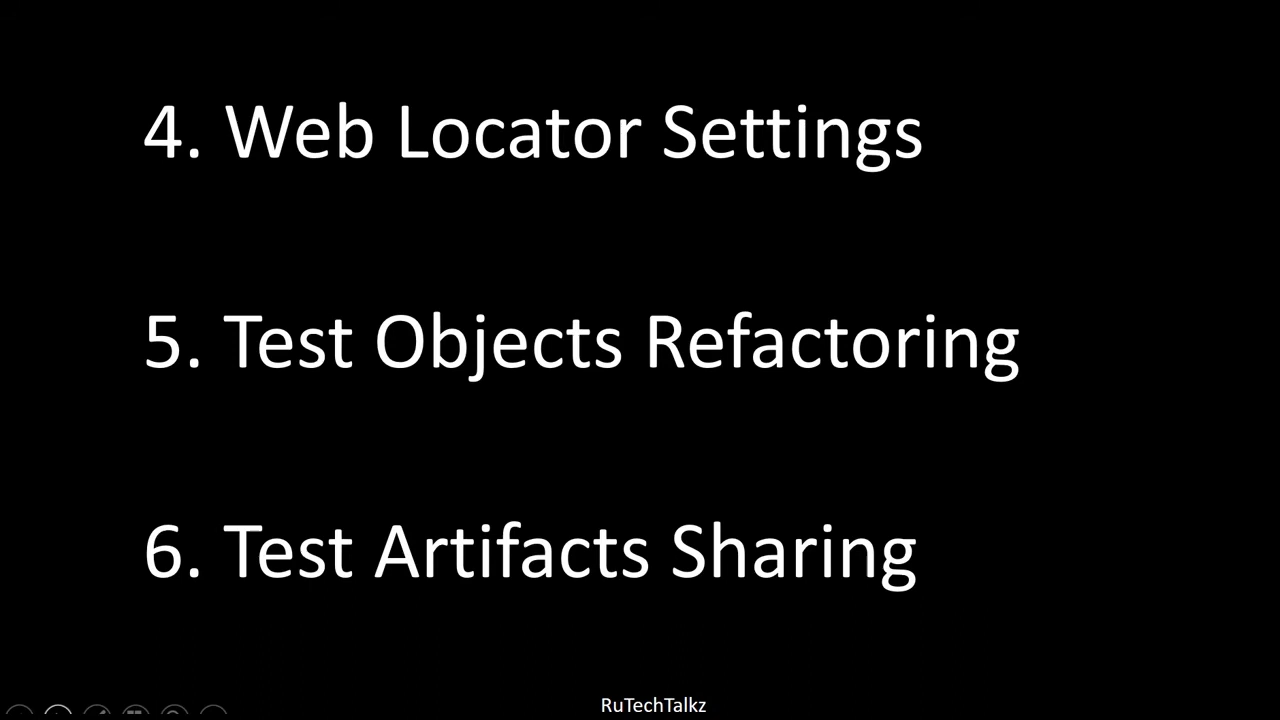 4. Web Locator Settings
5. Test Objects Refactoring
6. Test Artifacts Sharing
RuTechTalkz